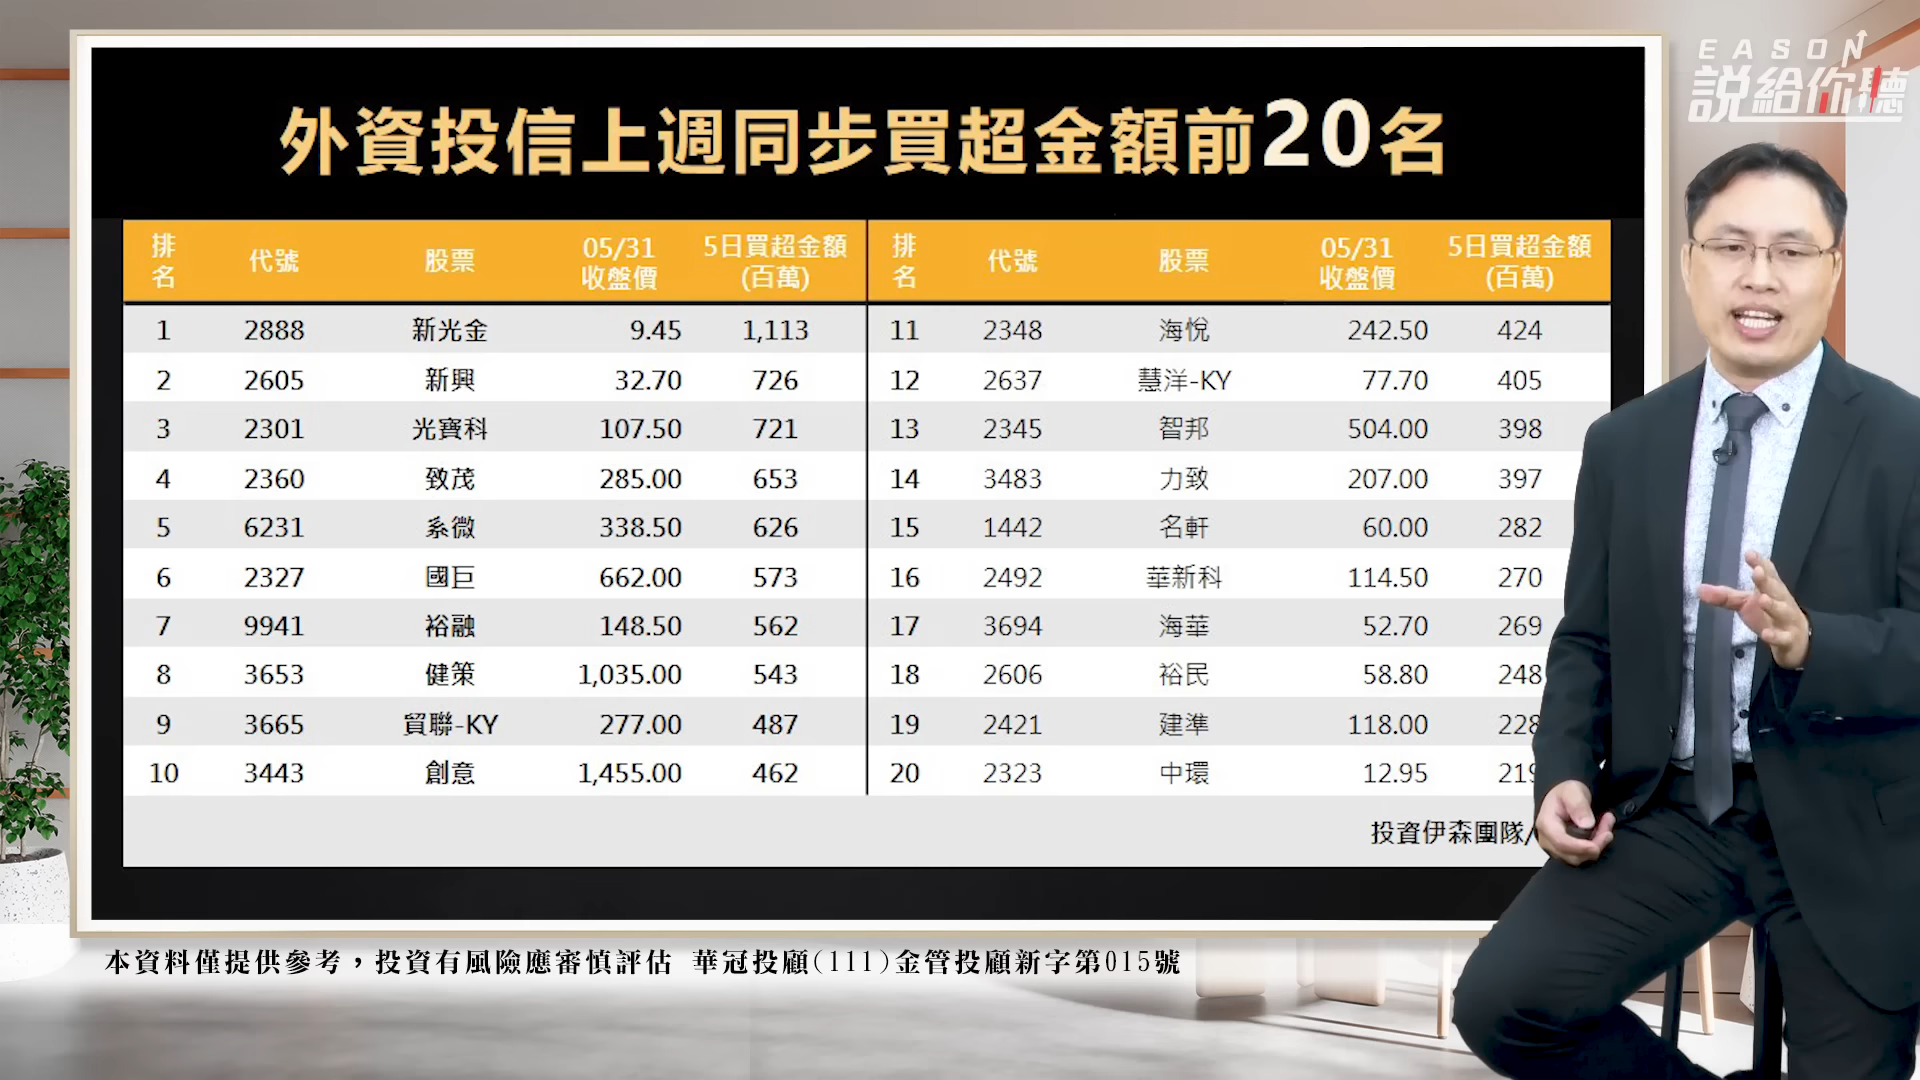 EASON
說給你聽
外資投信上週同步買超金額前20名
排名 代號 股票 05/31收盤價 5日買超金額(百萬) 排名 代號 股票 05/31收盤價 5日買超金額(百萬)
1 2888 新光金 9.45 1,113 11 2348 海悅 242.50 424
2 2605 新興 32.70 726 12 2637 慧洋-KY 77.70 405
3 2301 光寶科 107.50 721 13 2345 智邦 504.00 398
4 2360 致茂 285.00 653 14 3483 力致 207.00 397
5 6231 系微 338.50 626 15 1442 名軒 60.00 282
6 2327 國巨 662.00 573 16 2492 華新科 114.50 270
7 9941 裕融 148.50 562 17 3694 海華 52.70 269
8 3653 健策 1,035.00 543 18 2606 裕民 58.80 248
9 3665 貿聯-KY 277.00 487 19 2421 建準 118.00 228
10 3443 創意 1,455.00 462 20 2323 中環 12.95 219
投資伊森團隊/
本資料僅提供參考，投資有風險應審慎評估 華冠投顧(111)金管投顧新字第015號